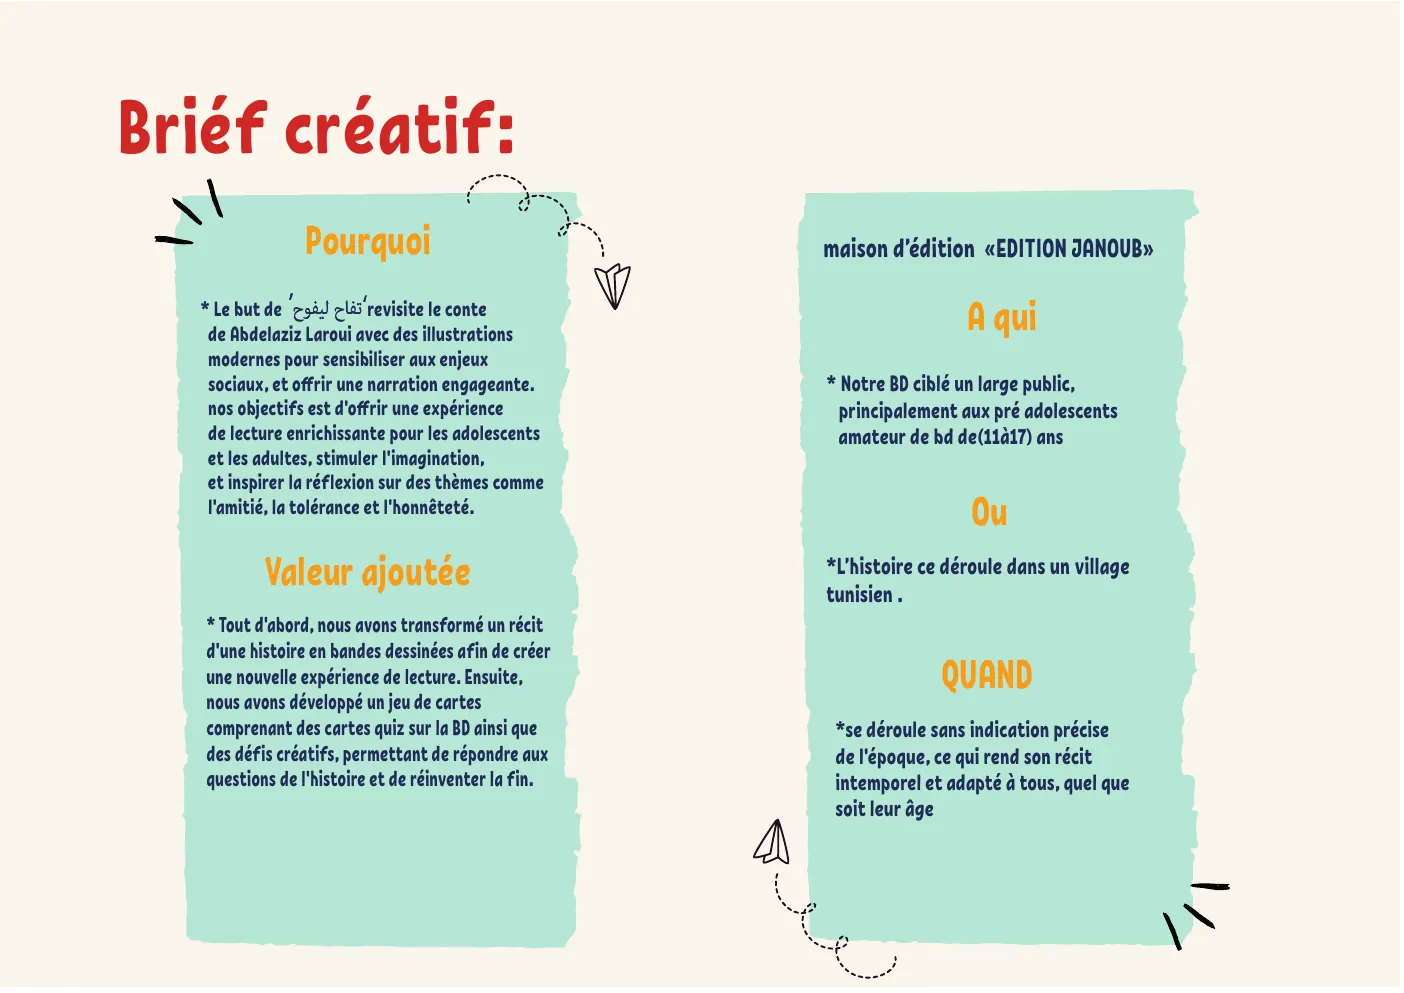 Briéf créatif:
Pourquoi
* Le but de ‘تفاح ليفوح’ revisite le conte
de Abdelaziz Laroui avec des illustrations
modernes pour sensibiliser aux enjeux
sociaux, et offrir une narration engageante.
nos objectifs est d'offrir une expérience
de lecture enrichissante pour les adolescents
et les adultes, stimuler l'imagination,
et inspirer la réflexion sur des thèmes comme
l'amitié, la tolérance et l'honnêteté.
Valeur ajoutée
* Tout d'abord, nous avons transformé un récit
d'une histoire en bandes dessinées afin de créer
une nouvelle expérience de lecture. Ensuite,
nous avons développé un jeu de cartes
comprenant des cartes quiz sur la BD ainsi que
des défis créatifs, permettant de répondre aux
questions de l'histoire et de réinventer la fin.
maison d’édition «EDITION JANOUB»
A qui
* Notre BD ciblé un large public,
principalement aux pré adolescents
amateur de bd de(11à17) ans
Ou
*L’histoire ce déroule dans un village
tunisien .
QUAND
*se déroule sans indication précise
de l'époque, ce qui rend son récit
intemporel et adapté à tous, quel que
soit leur âge